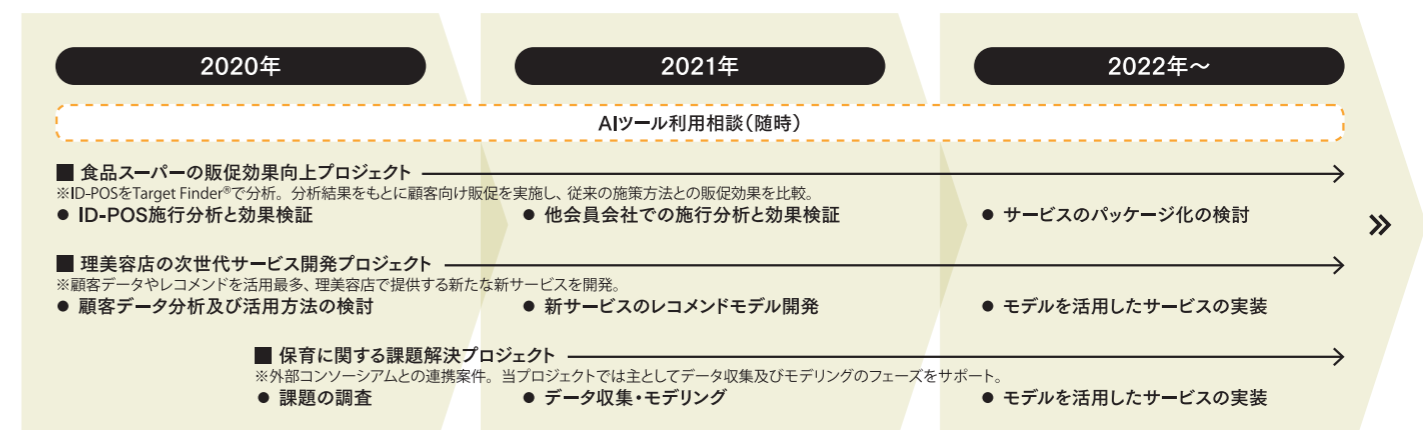 2020年
2021年
2022年～
AIツール利用相談（随時）
■ 食品スーパーの販促効果向上プロジェクト
※ID-POSをTarget Finder®で分析。分析結果をもとに顧客向け販促を実施し、従来の施策方法との販促効果を比較。
● ID-POS施行分析と効果検証
● 他会員会社での施行分析と効果検証
● サービスのパッケージ化の検討
■ 理美容店の次世代サービス開発プロジェクト
※顧客データやレコメンドを活用最多、理美容店で提供する新たな新サービスを開発。
● 顧客データ分析及び活用方法の検討
● 新サービスのレコメンドモデル開発
● モデルを活用したサービスの実装
■ 保育に関する課題解決プロジェクト
※外部コンソーシアムとの連携案件。当プロジェクトでは主としてデータ収集及びモデリングのフェーズをサポート。
● 課題の調査
● データ収集・モデリング
● モデルを活用したサービスの実装